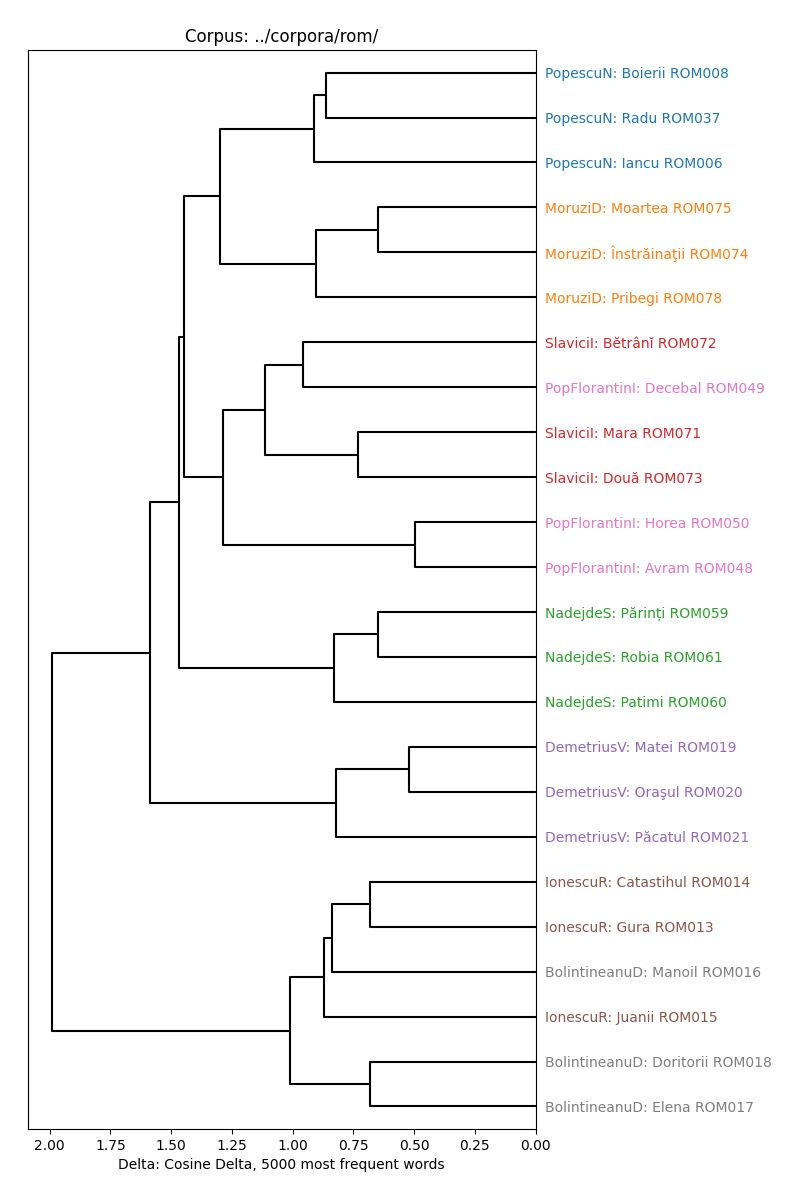 Corpus: ../corpora/rom/
PopescuN: Boierii ROM008
PopescuN: Radu ROM037
PopescuN: Iancu ROM006
MoruziD: Moartea ROM075
MoruziD: Înstrăinaţii ROM074
MoruziD: Pribegi ROM078
SlaviciI: Bětrânĭ ROM072
PopFlorantinI: Decebal ROM049
SlaviciI: Mara ROM071
SlaviciI: Două ROM073
PopFlorantinI: Horea ROM050
PopFlorantinI: Avram ROM048
NadejdeS: Părinți ROM059
NadejdeS: Robia ROM061
NadejdeS: Patimi ROM060
DemetriusV: Matei ROM019
DemetriusV: Oraşul ROM020
DemetriusV: Păcatul ROM021
IonescuR: Catastihul ROM014
IonescuR: Gura ROM013
BolintineanuD: Manoil ROM016
IonescuR: Juanii ROM015
BolintineanuD: Doritorii ROM018
BolintineanuD: Elena ROM017
2.00 1.75 1.50 1.25 1.00 0.75 0.50 0.25 0.00
Delta: Cosine Delta, 5000 most frequent words